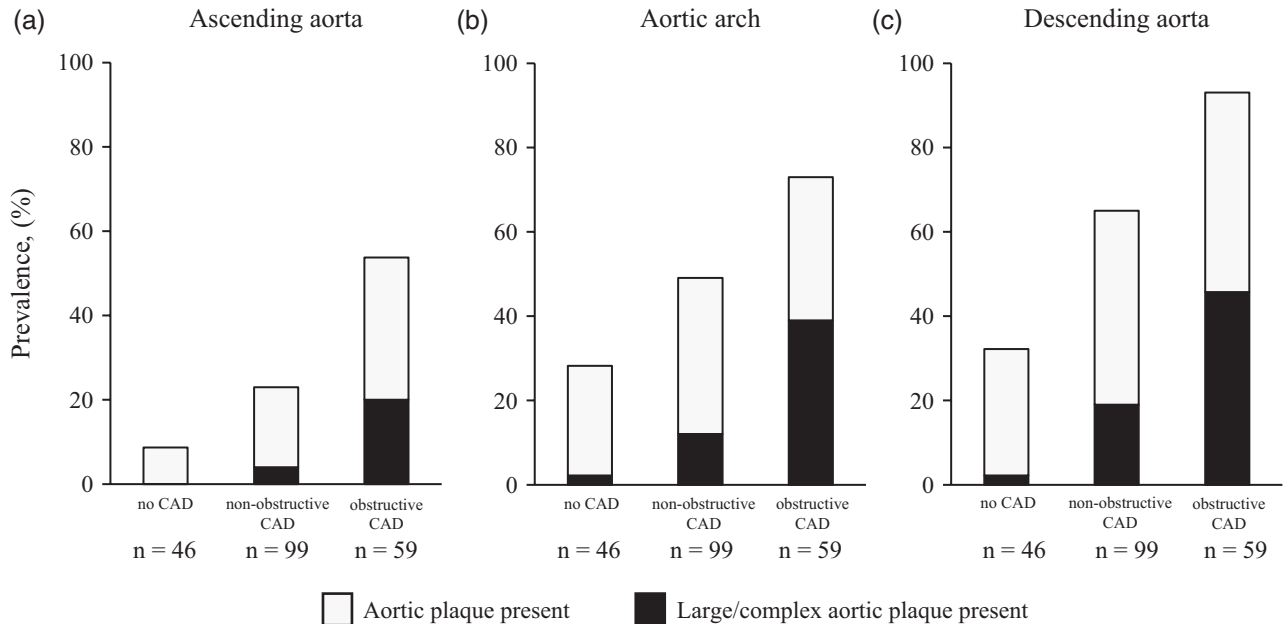 (a) Ascending aorta
(b) Aortic arch
(c) Descending aorta
Prevalence, (%)
100
80
60
40
20
0
no CAD
non-obstructive
CAD
obstructive
CAD
n = 46
n = 99
n = 59
100
80
60
40
20
0
no CAD
non-obstructive
CAD
obstructive
CAD
n = 46
n = 99
n = 59
100
80
60
40
20
0
no CAD
non-obstructive
CAD
obstructive
CAD
n = 46
n = 99
n = 59
Aortic plaque present
Large/complex aortic plaque present